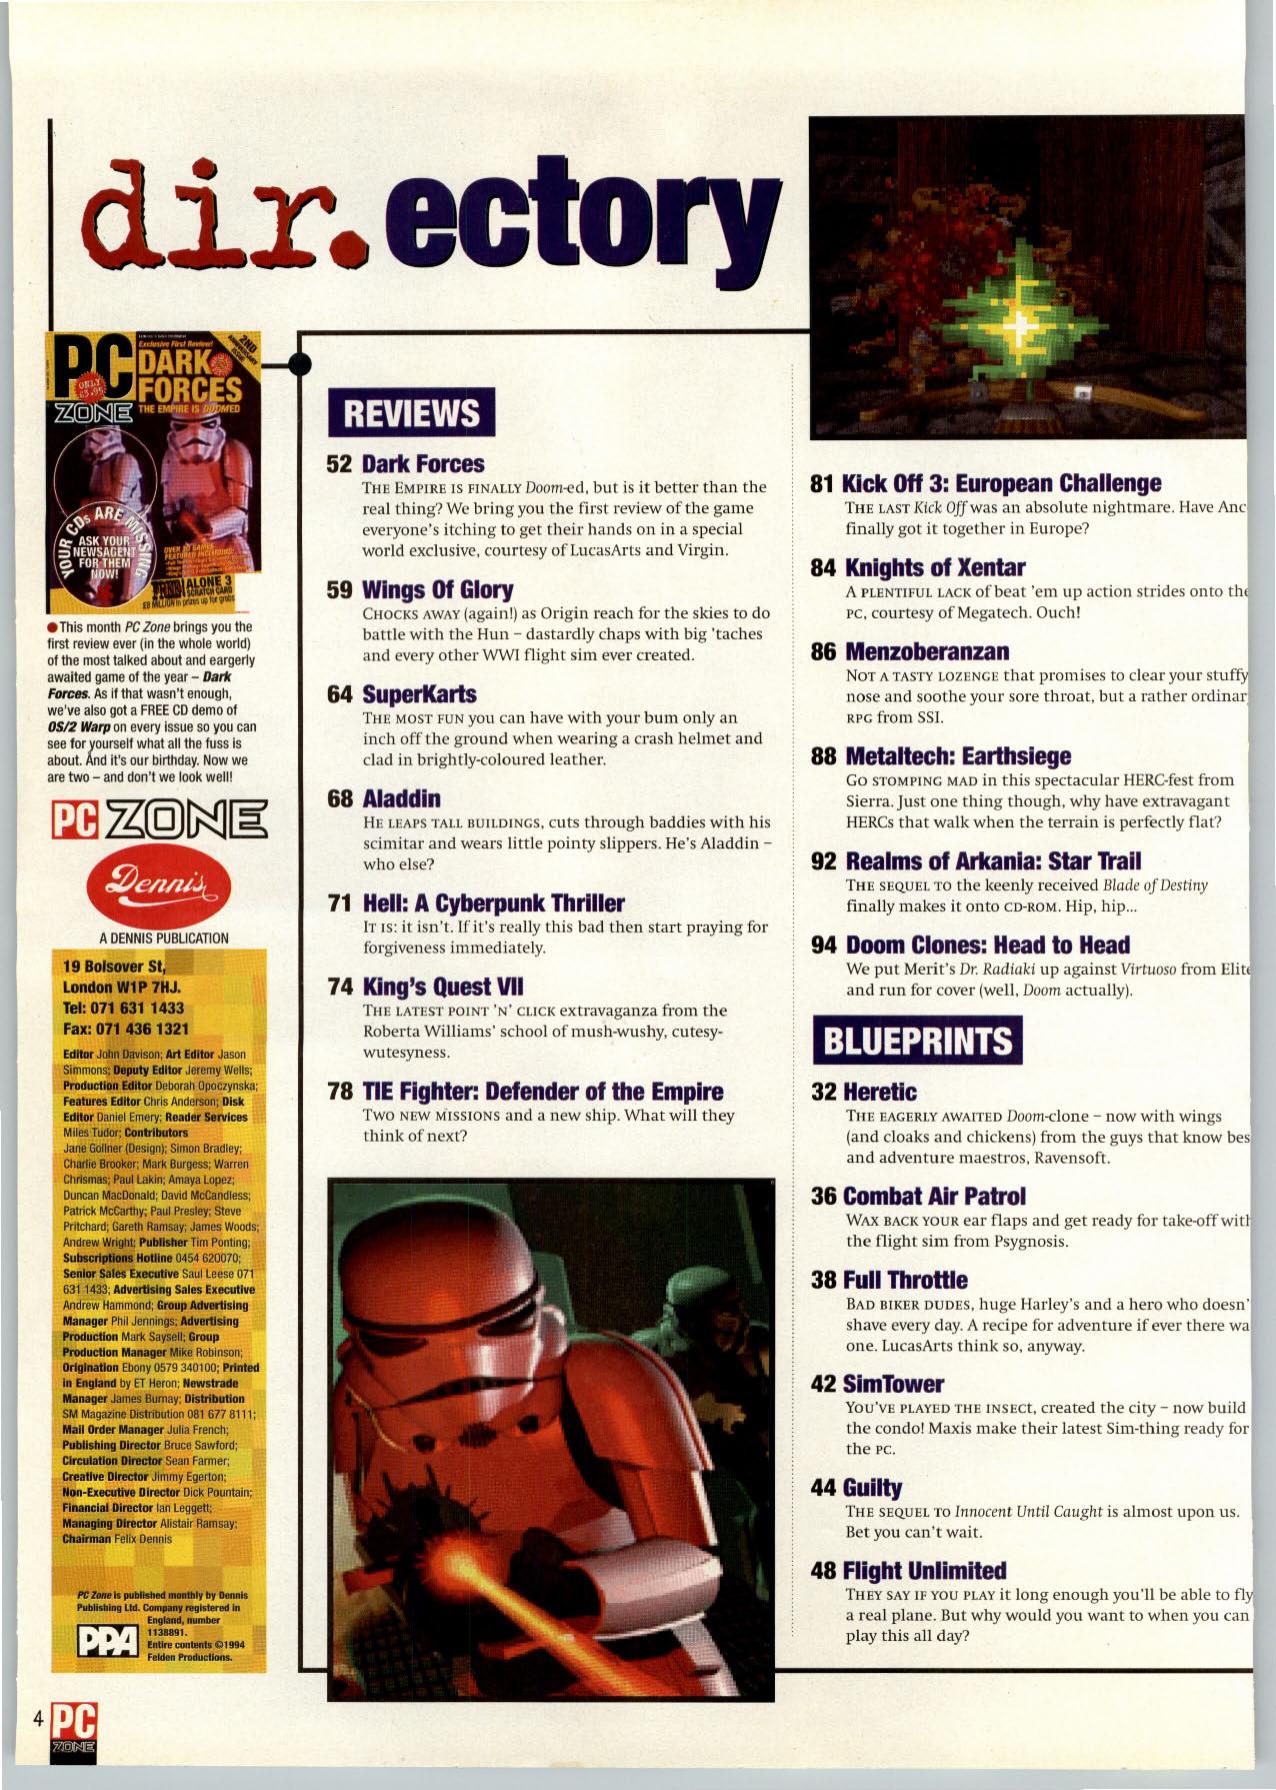 dir.ectory
PC
ZONE
ONLY
£3.95
Exclusive First Review!
DARK
FORCES
THE EMPIRE IS DOOMED
2ND
ANNIVERSARY
ISSUE
YOUR CDs ARE MISSING
ASK YOUR
NEWSAGENT
FOR THEM
NOW!
ALONE 3
SCRATCH CARD
£8 MILLION in prizes up for grabs
This month PC Zone brings you the
first review ever (in the whole world)
of the most talked about and eargerly
awaited game of the year – Dark
Forces. As if that wasn't enough,
we've also got a FREE CD demo of
OS/2 Warp on every issue so you can
see for yourself what all the fuss is
about. And it's our birthday. Now we
are two – and don't we look well!
PC ZONE
Dennis
A DENNIS PUBLICATION
19 Bolsover St,
London W1P 7HJ.
Tel: 071 631 1433
Fax: 071 436 1321
Editor John Davison; Art Editor Jason
Simmons; Deputy Editor Jeremy Wells;
Production Editor Deborah Opoczynska;
Features Editor Chris Anderson; Disk
Editor Daniel Emery; Reader Services
Miles Tudor; Contributors
Jane Gollner (Design); Simon Bradley;
Charlie Brooker; Mark Burgess; Warren
Chrismas; Paul Lakin; Amaya Lopez;
Duncan MacDonald; David McCandless;
Patrick McCarthy; Paul Presley; Steve
Pritchard; Gareth Ramsay; James Woods;
Andrew Wright; Publisher Tim Ponting;
Subscriptions Hotline 0454 620070;
Senior Sales Executive Saul Leese 071
631 1433; Advertising Sales Executive
Andrew Hammond; Group Advertising
Manager Phil Jennings; Advertising
Production Mark Saysell; Group
Production Manager Mike Robinson;
Origination Ebony 0579 340100; Printed
in England by ET Heron; Newstrade
Manager James Burnay; Distribution
SM Magazine Distribution 081 677 8111;
Mail Order Manager Julia French;
Publishing Director Bruce Sawford;
Circulation Director Sean Farmer;
Creative Director Jimmy Egerton;
Non-Executive Director Dick Pountain;
Financial Director Ian Leggett;
Managing Director Alistair Ramsay;
Chairman Felix Dennis
PC Zone is published monthly by Dennis
Publishing Ltd. Company registered in
England, number
1138891.
Entire contents ©1994
Felden Productions.
PPA
REVIEWS
52 Dark Forces
THE EMPIRE IS FINALLY Doom-ed, but is it better than the
real thing? We bring you the first review of the game
everyone's itching to get their hands on in a special
world exclusive, courtesy of LucasArts and Virgin.
59 Wings Of Glory
CHOCKS AWAY (again!) as Origin reach for the skies to do
battle with the Hun – dastardly chaps with big 'taches
and every other WWI flight sim ever created.
64 SuperKarts
THE MOST FUN you can have with your bum only an
inch off the ground when wearing a crash helmet and
clad in brightly-coloured leather.
68 Aladdin
HE LEAPS TALL BUILDINGS, cuts through baddies with his
scimitar and wears little pointy slippers. He's Aladdin –
who else?
71 Hell: A Cyberpunk Thriller
IT IS: it isn't. If it's really this bad then start praying for
forgiveness immediately.
74 King's Quest VII
THE LATEST POINT 'N' CLICK extravaganza from the
Roberta Williams' school of mush-wushy, cutesy-
wutesyness.
78 TIE Fighter: Defender of the Empire
TWO NEW MISSIONS and a new ship. What will they
think of next?
81 Kick Off 3: European Challenge
THE LAST Kick Off was an absolute nightmare. Have Anc
finally got it together in Europe?
84 Knights of Xentar
A PLENTIFUL LACK of beat 'em up action strides onto the
PC, courtesy of Megatech. Ouch!
86 Menzoberanzan
NOT A TASTY LOZENGE that promises to clear your stuffy
nose and soothe your sore throat, but a rather ordinar
RPG from SSI.
88 Metaltech: Earthsiege
GO STOMPING MAD in this spectacular HERC-fest from
Sierra. Just one thing though, why have extravagant
HERCs that walk when the terrain is perfectly flat?
92 Realms of Arkania: Star Trail
THE SEQUEL TO the keenly received Blade of Destiny
finally makes it onto CD-ROM. Hip, hip...
94 Doom Clones: Head to Head
We put Merit's Dr. Radiaki up against Virtuoso from Elite
and run for cover (well, Doom actually).
BLUEPRINTS
32 Heretic
THE EAGERLY AWAITED Doom-clone – now with wings
(and cloaks and chickens) from the guys that know bes
and adventure maestros, Ravensoft.
36 Combat Air Patrol
WAX BACK YOUR ear flaps and get ready for take-off with
the flight sim from Psygnosis.
38 Full Throttle
BAD BIKER DUDES, huge Harley's and a hero who doesn'
shave every day. A recipe for adventure if ever there wa
one. LucasArts think so, anyway.
42 SimTower
YOU'VE PLAYED THE INSECT, created the city – now build
the condo! Maxis make their latest Sim-thing ready for
the PC.
44 Guilty
THE SEQUEL TO Innocent Until Caught is almost upon us.
Bet you can't wait.
48 Flight Unlimited
THEY SAY IF YOU PLAY it long enough you'll be able to fly
a real plane. But why would you want to when you can
play this all day?
4 PC
ZONE